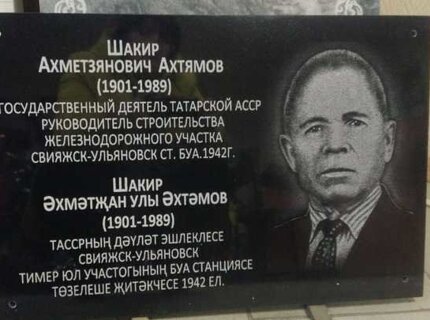 ШАКИР
АХМЕТЗЯНОВИЧ АХТЯМОВ
(1901-1989)
ГОСУДАРСТВЕННЫЙ ДЕЯТЕЛЬ ТАТАРСКОЙ АССР
РУКОВОДИТЕЛЬ СТРОИТЕЛЬСТВА
ЖЕЛЕЗНОДОРОЖНОГО УЧАСТКА
СВИЯЖСК-УЛЬЯНОВСК СТ. БУА.1942Г.
ШАКИР
ӘХМӘТҖАН УЛЫ ӘХТӘМОВ
(1901-1989)
ТАССРНЫҢ ДӘҮЛӘТ ЭШЛЕКЛЕСЕ
СВИЯЖСК-УЛЬЯНОВСК
ТИМЕР ЮЛ УЧАСТОГЫНЫҢ БУА СТАНЦИЯСЕ
ТӨЗЕЛЕШЕ ҖИТӘКЧЕСЕ 1942 ЕЛ.